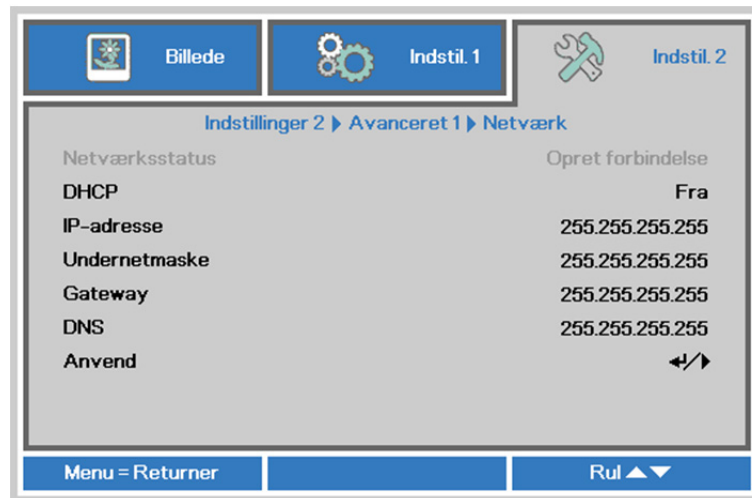 Billede
Indstil. 1
Indstil. 2
Indstillinger 2 ▶ Avanceret 1 ▶ Netværk
Netværksstatus Opret forbindelse
DHCP Fra
IP-adresse 255.255.255.255
Undernetmaske 255.255.255.255
Gateway 255.255.255.255
DNS 255.255.255.255
Anvend ↵/▶
Menu = Returner Rul ▲▼